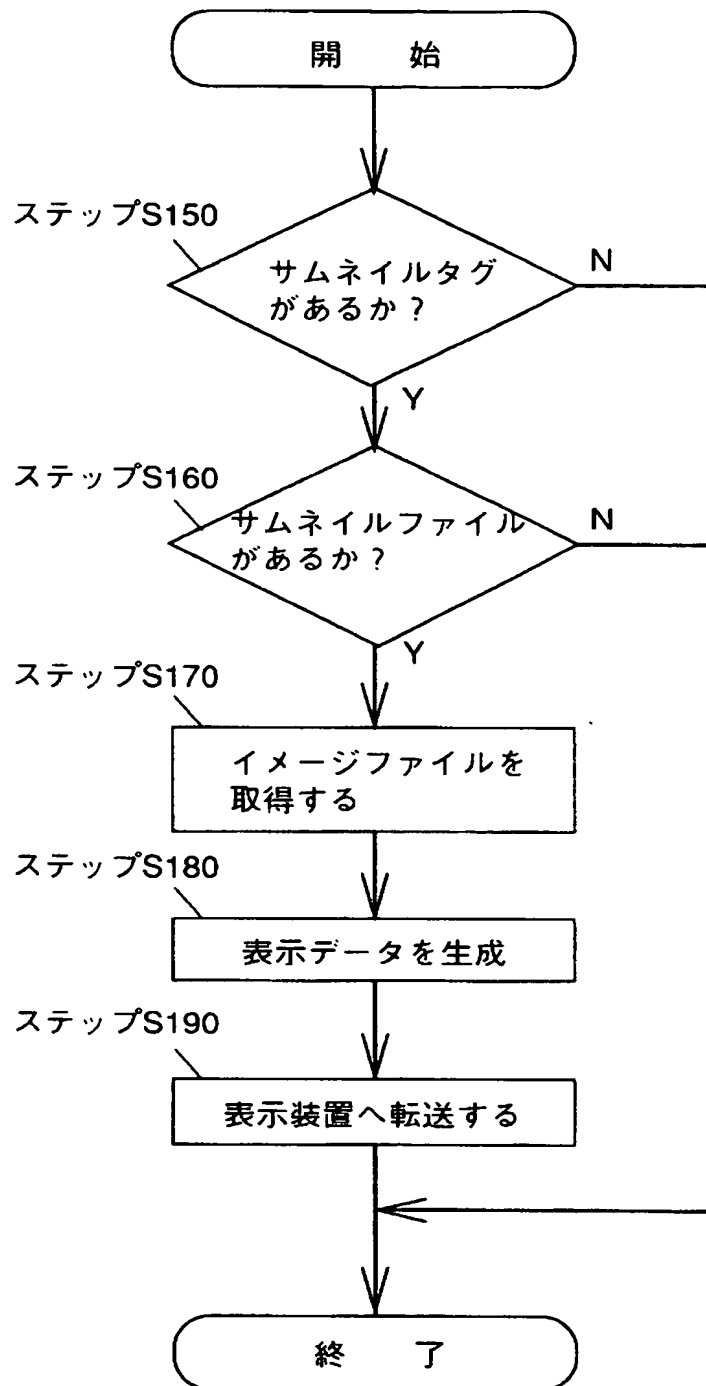 開 始
ステップS150
サムネイルタグ
があるか？
N
Y
ステップS160
サムネイルファイル
があるか？
N
Y
ステップS170
イメージファイルを
取得する
ステップS180
表示データを生成
ステップS190
表示装置へ転送する
終 了